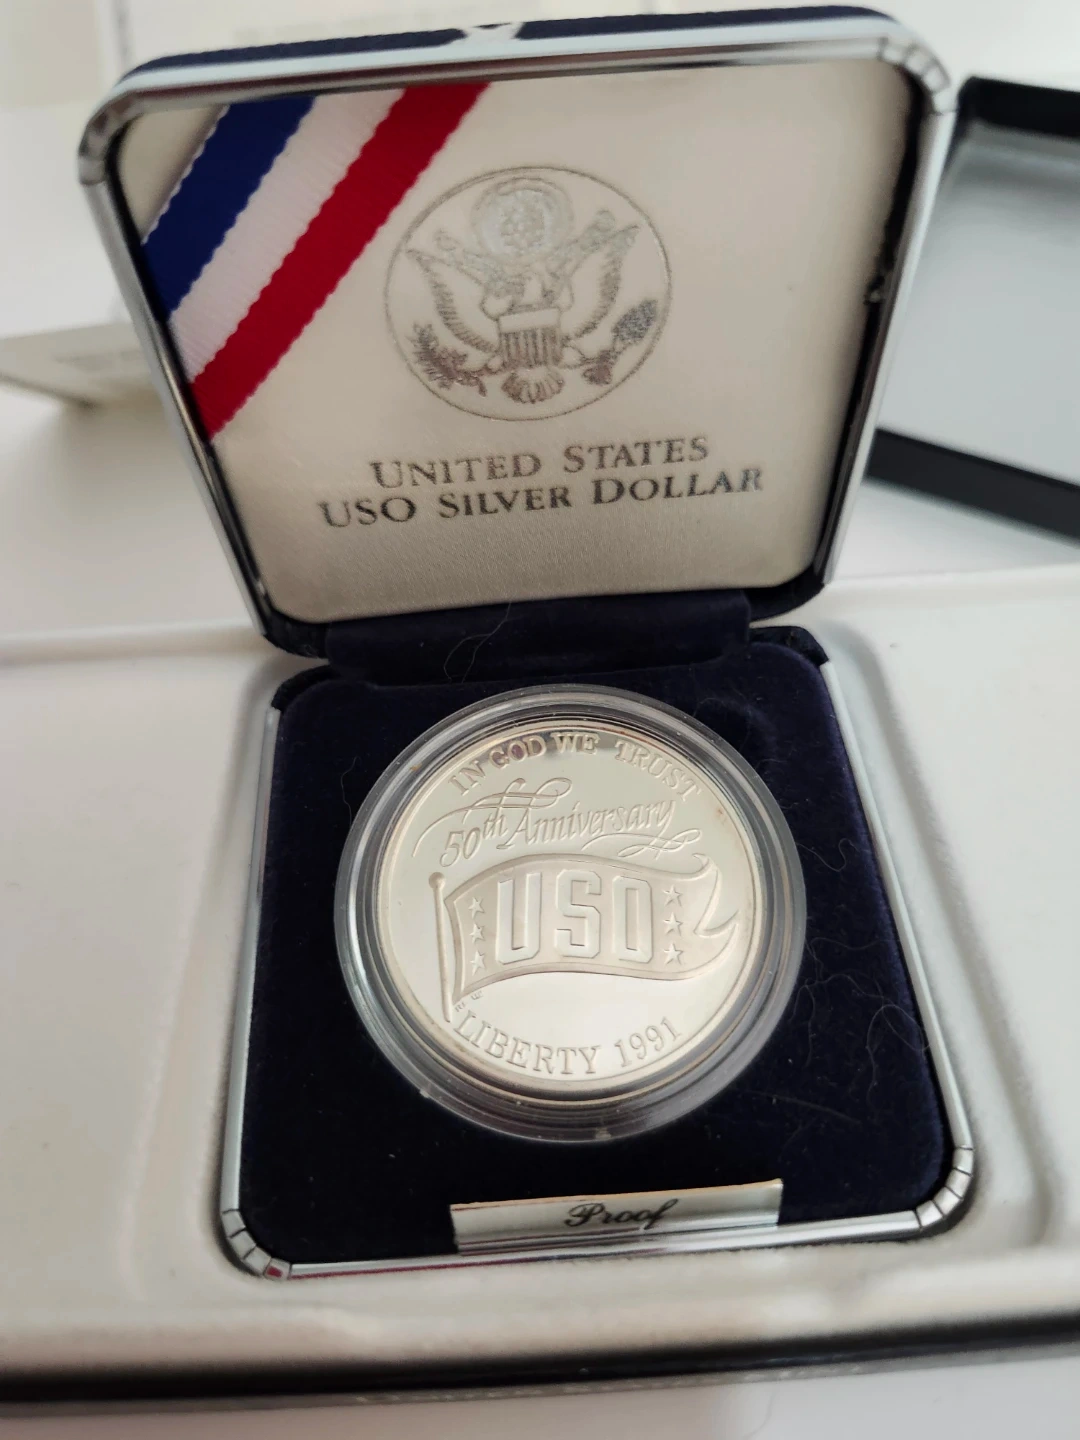 UNITED STATES
USO SILVER DOLLAR
IN GOD WE TRUST
50th Anniversary
USO
LIBERTY 1991
Proof